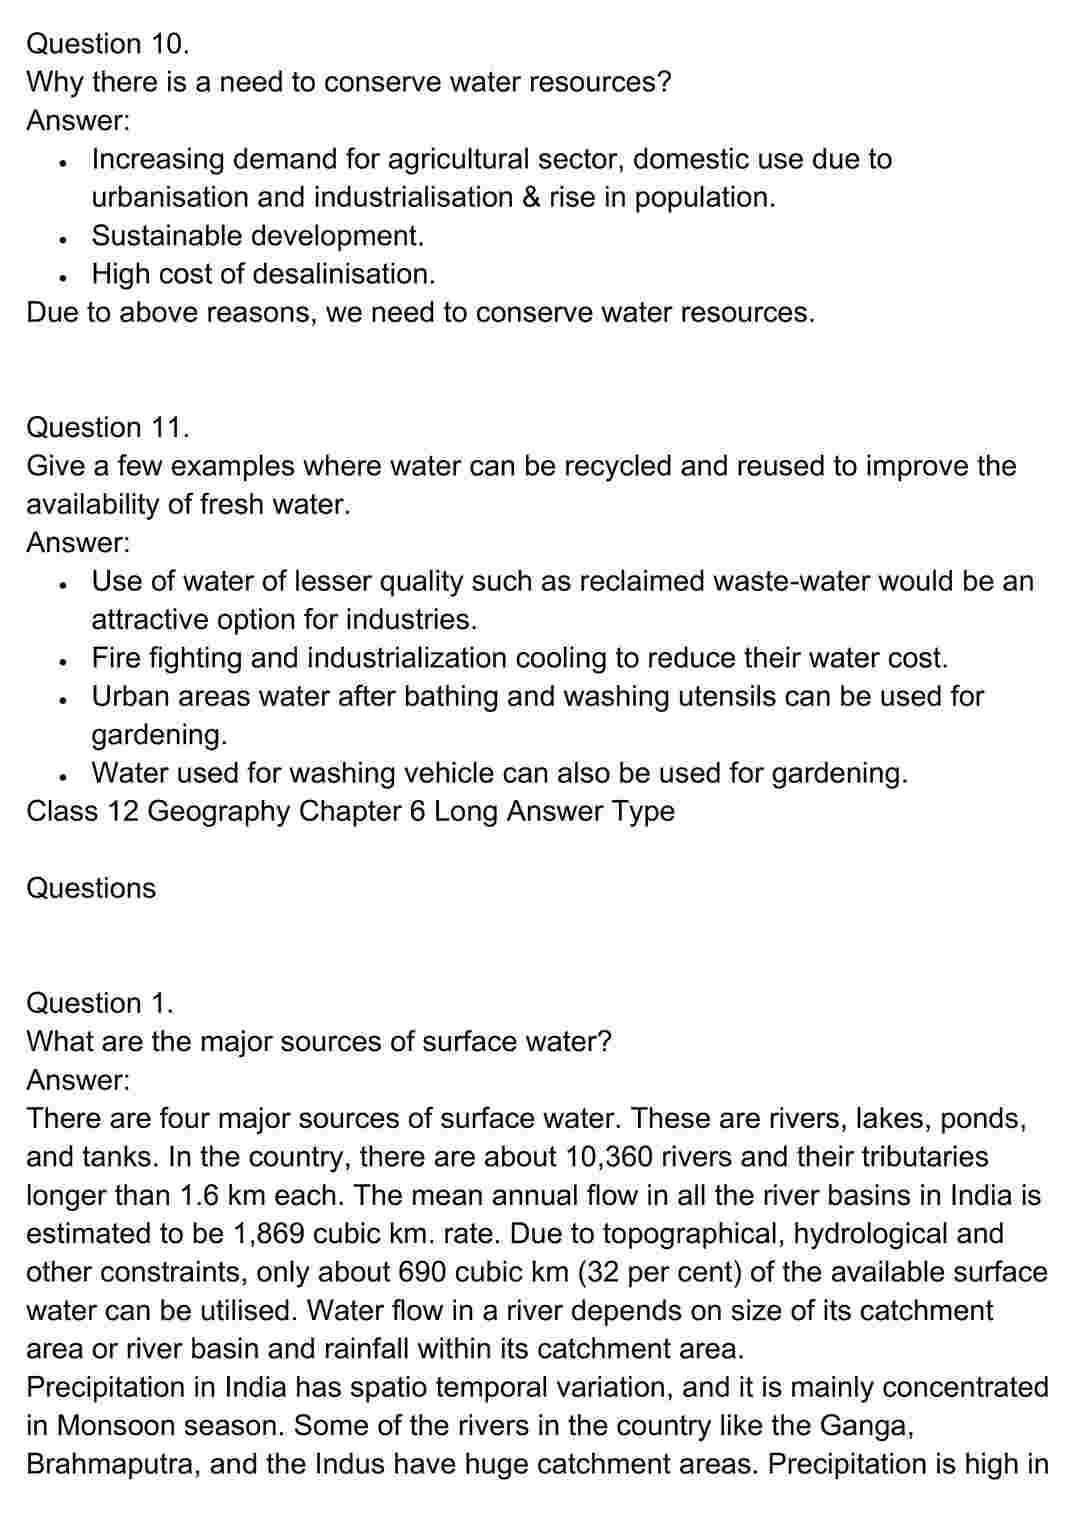 Question 10.
Why there is a need to conserve water resources?
Answer:
• Increasing demand for agricultural sector, domestic use due to
urbanisation and industrialisation & rise in population.
• Sustainable development.
• High cost of desalinisation.
Due to above reasons, we need to conserve water resources.
Question 11.
Give a few examples where water can be recycled and reused to improve the
availability of fresh water.
Answer:
• Use of water of lesser quality such as reclaimed waste-water would be an
attractive option for industries.
• Fire fighting and industrialization cooling to reduce their water cost.
• Urban areas water after bathing and washing utensils can be used for
gardening.
• Water used for washing vehicle can also be used for gardening.
Class 12 Geography Chapter 6 Long Answer Type
Questions
Question 1.
What are the major sources of surface water?
Answer:
There are four major sources of surface water. These are rivers, lakes, ponds,
and tanks. In the country, there are about 10,360 rivers and their tributaries
longer than 1.6 km each. The mean annual flow in all the river basins in India is
estimated to be 1,869 cubic km. rate. Due to topographical, hydrological and
other constraints, only about 690 cubic km (32 per cent) of the available surface
water can be utilised. Water flow in a river depends on size of its catchment
area or river basin and rainfall within its catchment area.
Precipitation in India has spatio temporal variation, and it is mainly concentrated
in Monsoon season. Some of the rivers in the country like the Ganga,
Brahmaputra, and the Indus have huge catchment areas. Precipitation is high in